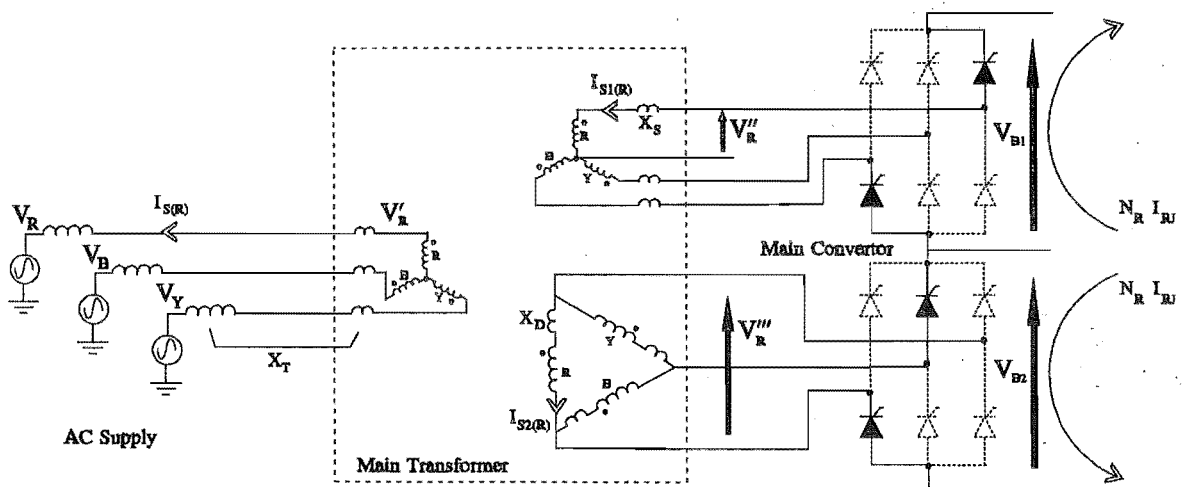 I_S1(R)
R
X_S
V''_R
B
Y
V_B1
N_R I_RJ
V_R
I_S(R)
V'_R
V_B
R
B
Y
V_Y
X_T
Main Convertor
X_D
Y
R
B
V'''_R
I_S2(R)
V_B2
N_R I_RJ
AC Supply
Main Transformer